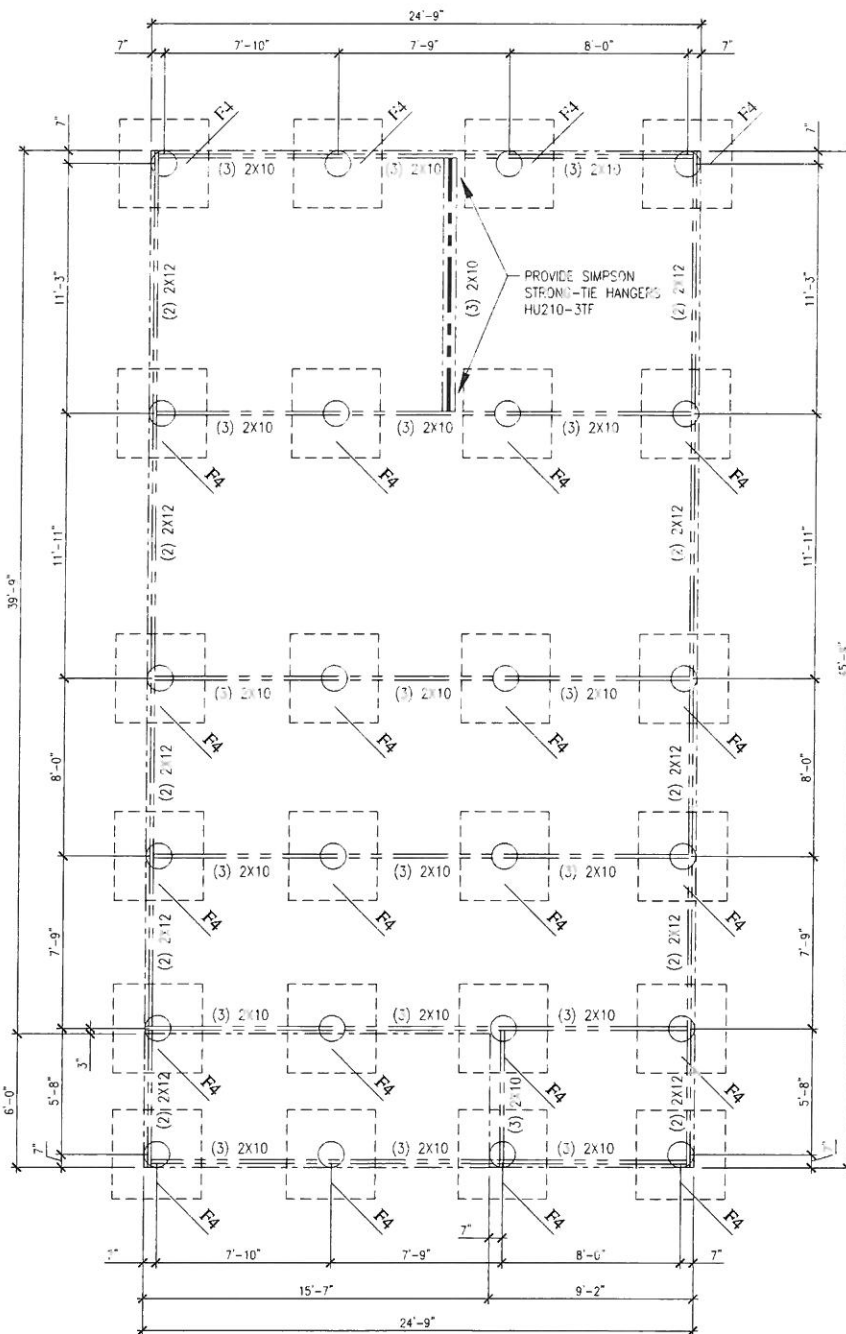 24'-9"
7" 7'-10" 7'-9" 8'-0" 7"
7" 7"
F4 F4 F4 F4
(3) 2X10 (3) 2X10 (3) 2X10
11'-3" 11'-3"
(2) 2X12 (3) 2X10 (2) 2X12
PROVIDE SIMPSON
STRONG-TIE HANGERS
HU210-3TF
(3) 2X10 (3) 2X10 (3) 2X10
F4 F4 F4 F4
39'-9"
11'-11" (2) 2X12 (2) 2X12 11'-11"
(3) 2X10 (3) 2X10 (3) 2X10
F4 F4 F4 F4
8'-0" (2) 2X12 (2) 2X12 8'-0"
(3) 2X10 (3) 2X10 (3) 2X10
F4 F4 F4 F4
7'-9" (2) 2X12 (2) 2X12 7'-9"
(3) 2X10 (3) 2X10 (3) 2X10
3"
F4 F4 F4 F4
6'-0" 5'-8" (2) 2X12 (3) 2X10 (2) 2X12 5'-8"
(3) 2X10 (3) 2X10 (3) 2X10
7" 7"
F4 F4 F4 F4
7"
7" 7'-10" 7'-9" 8'-0" 7"
15'-7" 9'-2"
24'-9"